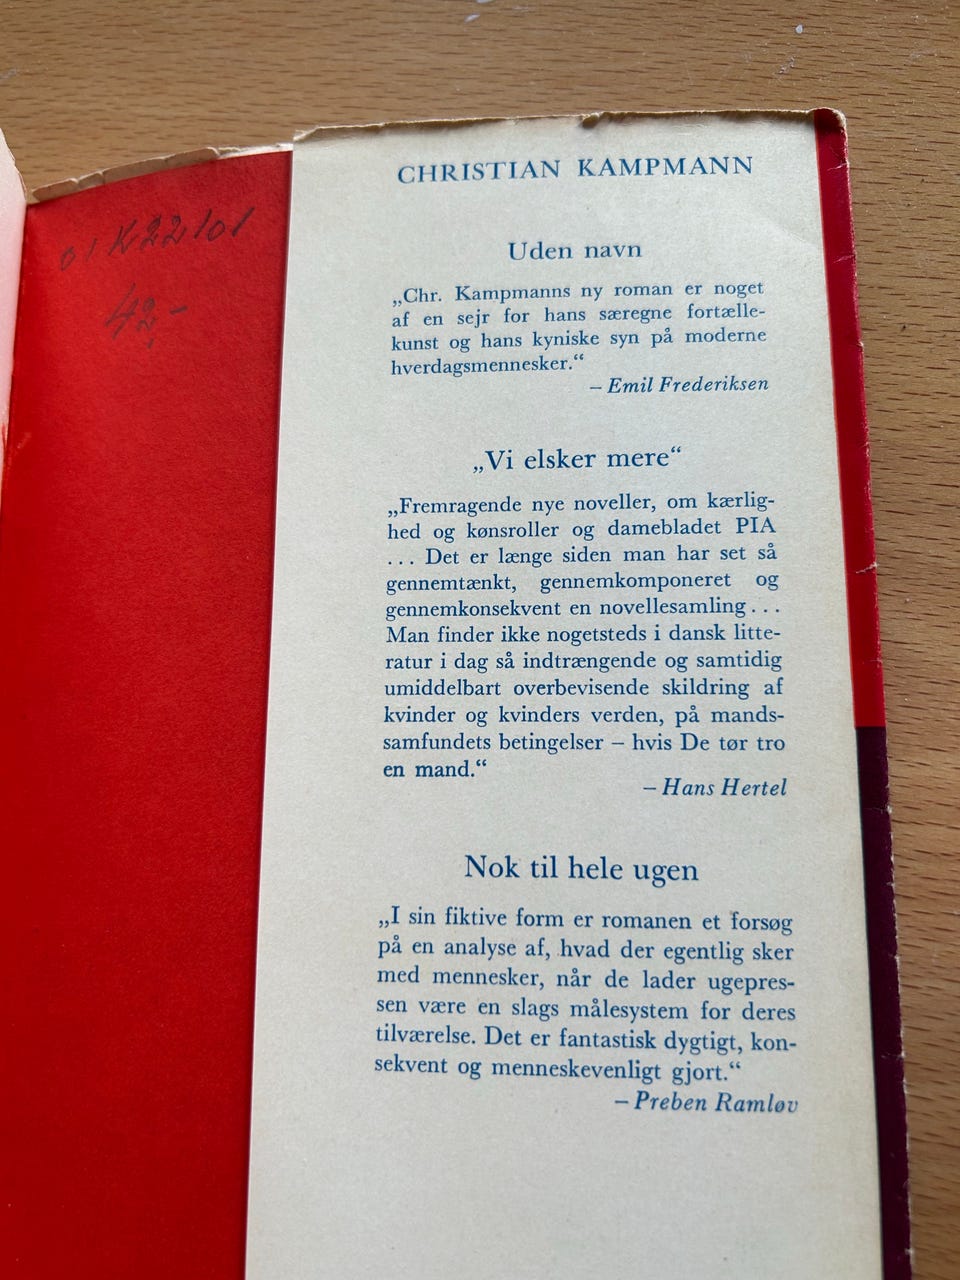 01 K22101
CHRISTIAN KAMPMANN
Uden navn
„Chr. Kampmanns ny roman er noget
af en sejr for hans særegne fortælle-
kunst og hans kyniske syn på moderne
hverdagsmennesker.“
– Emil Frederiksen
„Vi elsker mere“
„Fremragende nye noveller, om kærlig-
hed og kønsroller og damebladet PIA
... Det er længe siden man har set så
gennemtænkt, gennemkomponeret og
gennemkonsekvent en novellesamling ...
Man finder ikke nogetsteds i dansk litte-
ratur i dag så indtrængende og samtidig
umiddelbart overbevisende skildring af
kvinder og kvinders verden, på mands-
samfundets betingelser – hvis De tør tro
en mand.“
– Hans Hertel
Nok til hele ugen
„I sin fiktive form er romanen et forsøg
på en analyse af, hvad der egentlig sker
med mennesker, når de lader ugepres-
sen være en slags målesystem for deres
tilværelse. Det er fantastisk dygtigt, kon-
sekvent og menneskevenligt gjort.“
– Preben Ramløv